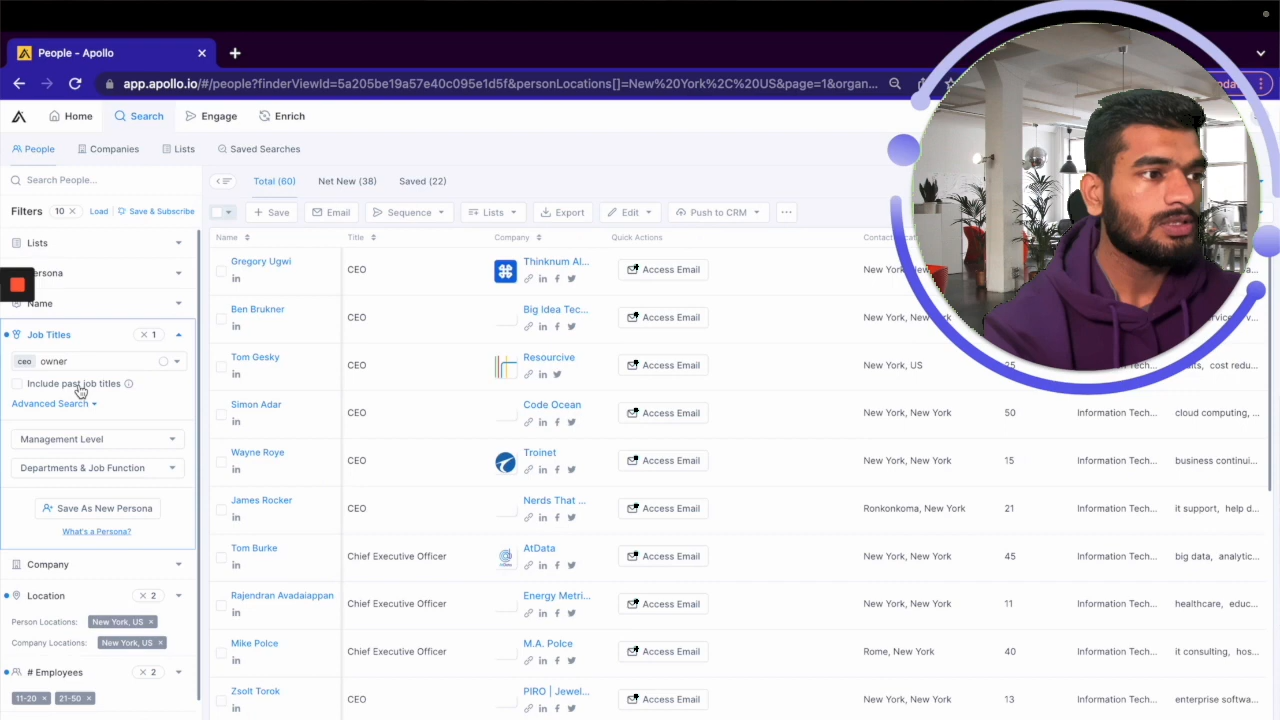 People - Apollo
app.apollo.io/#/people?finderViewId=5a205be19a57e40c095e1d5f&personLocations[]=New%20York%2C%20US&page=1&organ...
Home Search Engage Enrich
People Companies Lists Saved Searches
Search People...
Total (60) Net New (38) Saved (22)
Filters 10 Load Save & Subscribe
Save Email Sequence Lists Export Edit Push to CRM
Name Title Company Quick Actions
Lists
Name
Job Titles 1
ceo owner
Include past job titles
Advanced Search
Management Level
Departments & Job Function
Save As New Persona
What's a Persona?
Company
Location 2
Person Locations: New York, US
Company Locations: New York, US
# Employees 2
11-20 21-50
Gregory Ugwi CEO Thinknum Al... Access Email
Ben Brukner CEO Big Idea Tec... Access Email
Tom Gesky CEO Resourcive Access Email New York, US
Simon Adar CEO Code Ocean Access Email New York, New York 50 Information Tech... cloud computing, ...
Wayne Roye CEO Troinet Access Email New York, New York 15 Information Tech... business continui...
James Rocker CEO Nerds That ... Access Email Ronkonkoma, New York 21 Information Tech... it support, help d...
Tom Burke Chief Executive Officer AtData Access Email New York, New York 45 Information Tech... big data, analytic...
Rajendran Avadaiappan Chief Executive Officer Energy Metri... Access Email New York, New York 11 Information Tech... healthcare, educ...
Mike Polce Chief Executive Officer M.A. Polce Access Email Rome, New York 40 Information Tech... it consulting, hos...
Zsolt Torok CEO PIRO | Jewel... Access Email New York, New York 13 Information Tech... enterprise softwa...